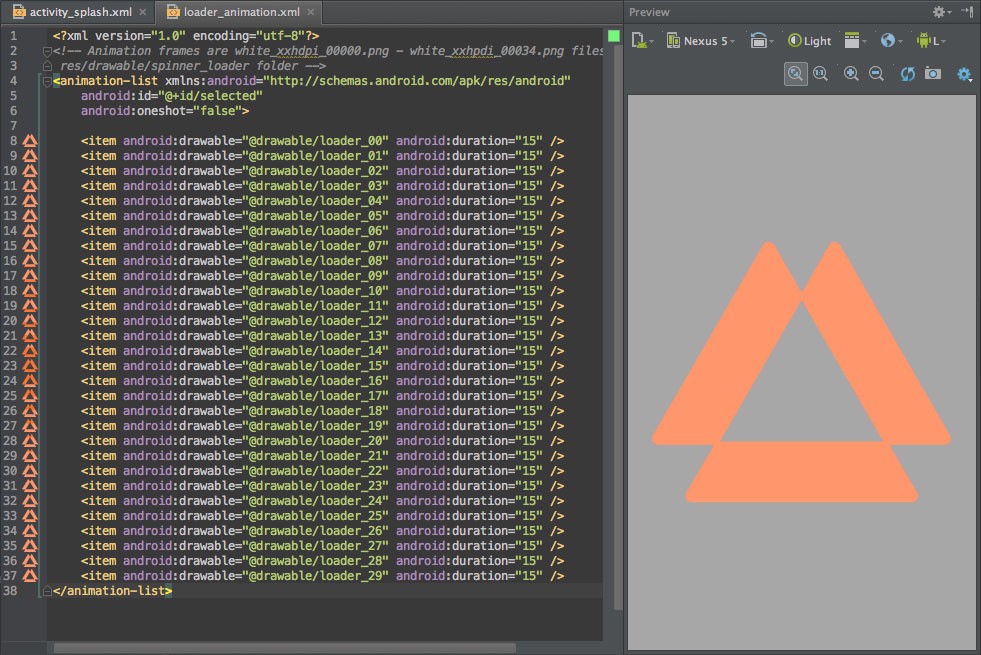 activity_splash.xml × loader_animation.xml × Preview
Nexus 5 Light L
1:1
1 <?xml version="1.0" encoding="utf-8"?>
2 <!-- Animation frames are white_xxhdpi_00000.png - white_xxhpdi_00034.png files
3 res/drawable/spinner_loader folder -->
4 <animation-list xmlns:android="http://schemas.android.com/apk/res/android"
5 android:id="@+id/selected"
6 android:oneshot="false">
7
8 <item android:drawable="@drawable/loader_00" android:duration="15" />
9 <item android:drawable="@drawable/loader_01" android:duration="15" />
10 <item android:drawable="@drawable/loader_02" android:duration="15" />
11 <item android:drawable="@drawable/loader_03" android:duration="15" />
12 <item android:drawable="@drawable/loader_04" android:duration="15" />
13 <item android:drawable="@drawable/loader_05" android:duration="15" />
14 <item android:drawable="@drawable/loader_06" android:duration="15" />
15 <item android:drawable="@drawable/loader_07" android:duration="15" />
16 <item android:drawable="@drawable/loader_08" android:duration="15" />
17 <item android:drawable="@drawable/loader_09" android:duration="15" />
18 <item android:drawable="@drawable/loader_10" android:duration="15" />
19 <item android:drawable="@drawable/loader_11" android:duration="15" />
20 <item android:drawable="@drawable/loader_12" android:duration="15" />
21 <item android:drawable="@drawable/loader_13" android:duration="15" />
22 <item android:drawable="@drawable/loader_14" android:duration="15" />
23 <item android:drawable="@drawable/loader_15" android:duration="15" />
24 <item android:drawable="@drawable/loader_16" android:duration="15" />
25 <item android:drawable="@drawable/loader_17" android:duration="15" />
26 <item android:drawable="@drawable/loader_18" android:duration="15" />
27 <item android:drawable="@drawable/loader_19" android:duration="15" />
28 <item android:drawable="@drawable/loader_20" android:duration="15" />
29 <item android:drawable="@drawable/loader_21" android:duration="15" />
30 <item android:drawable="@drawable/loader_22" android:duration="15" />
31 <item android:drawable="@drawable/loader_23" android:duration="15" />
32 <item android:drawable="@drawable/loader_24" android:duration="15" />
33 <item android:drawable="@drawable/loader_25" android:duration="15" />
34 <item android:drawable="@drawable/loader_26" android:duration="15" />
35 <item android:drawable="@drawable/loader_27" android:duration="15" />
36 <item android:drawable="@drawable/loader_28" android:duration="15" />
37 <item android:drawable="@drawable/loader_29" android:duration="15" />
38 </animation-list>